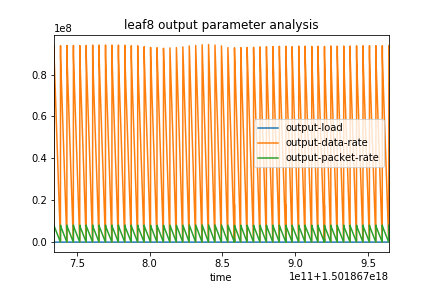 leaf8 output parameter analysis
1e8
0.8
0.6
0.4
0.2
0.0
output-load
output-data-rate
output-packet-rate
7.5 8.0 8.5 9.0 9.5
time
1e11+1.501867e18